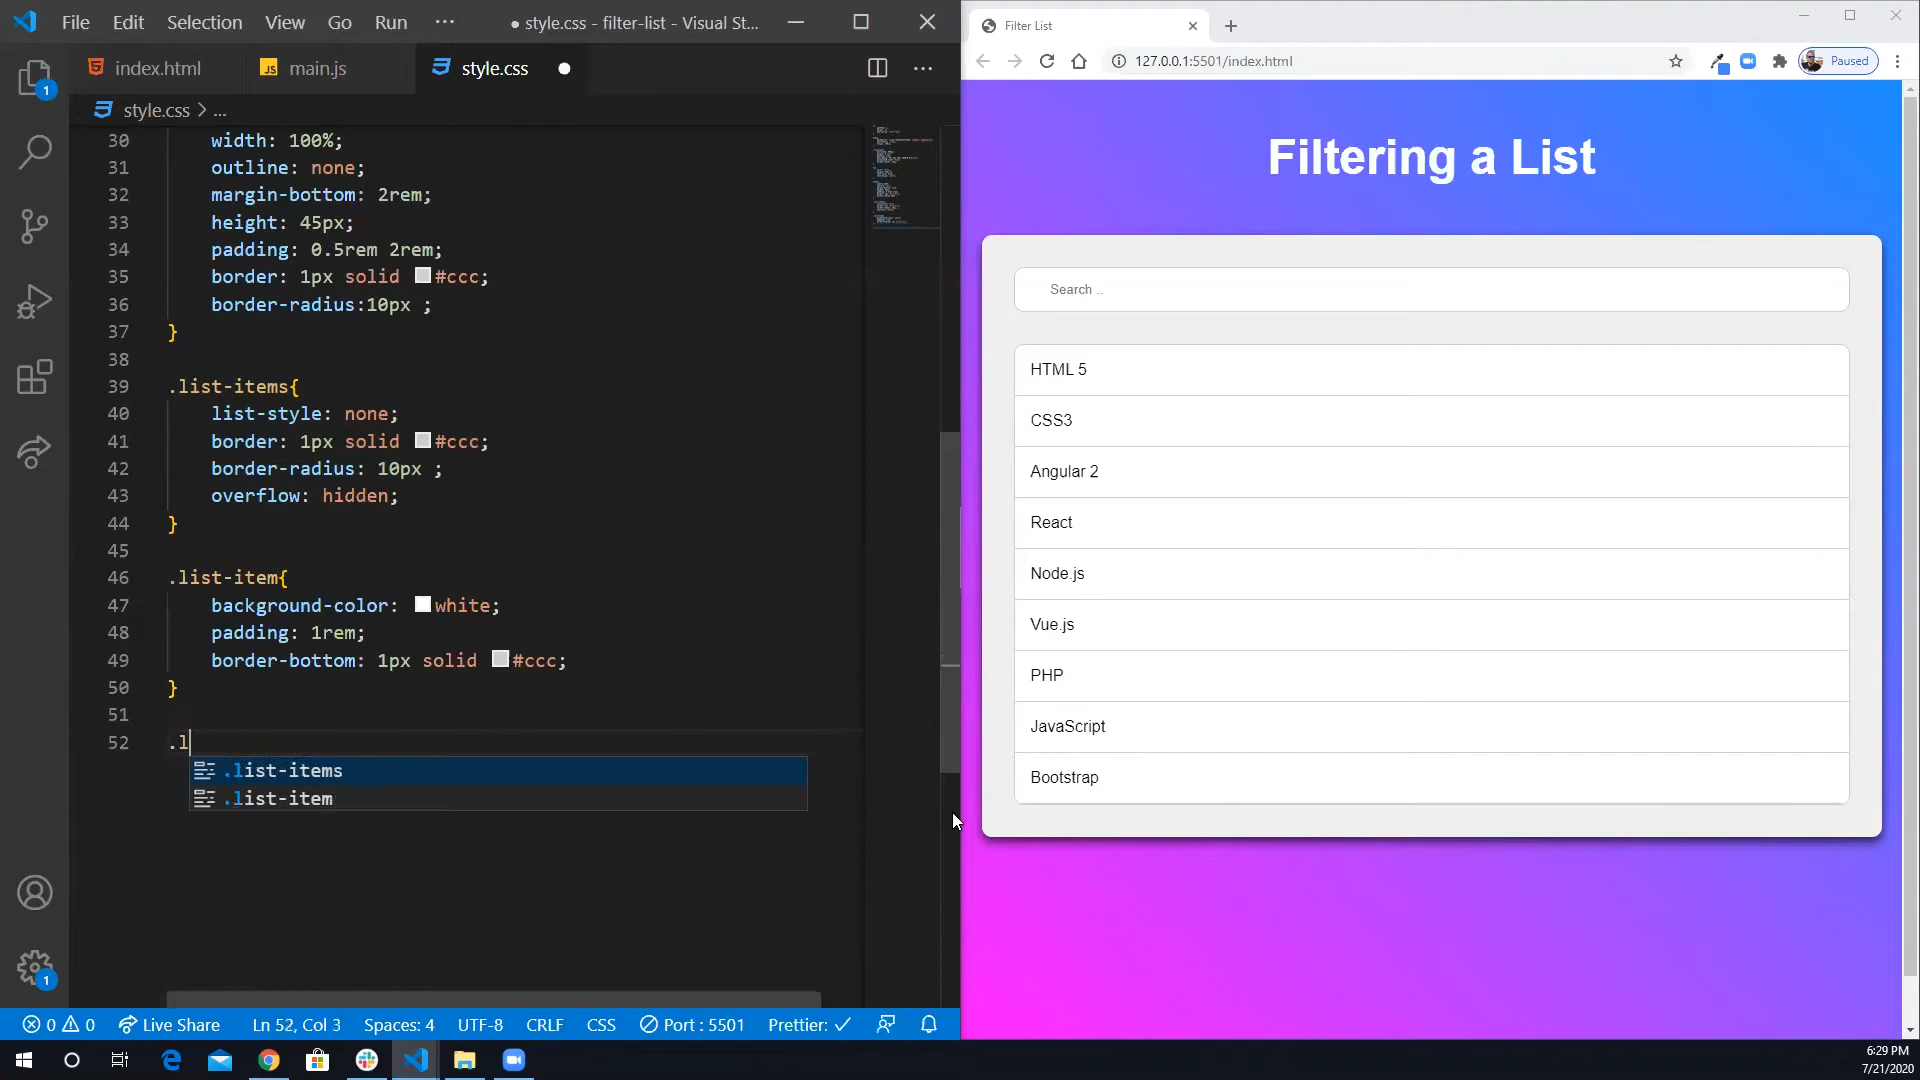 File Edit Selection View Go Run ··· ● style.css - filter-list - Visual St...
index.html main.js style.css ●
style.css > ...
30 width: 100%;
31 outline: none;
32 margin-bottom: 2rem;
33 height: 45px;
34 padding: 0.5rem 2rem;
35 border: 1px solid #ccc;
36 border-radius:10px ;
37 }
38
39 .list-items{
40 list-style: none;
41 border: 1px solid #ccc;
42 border-radius: 10px ;
43 overflow: hidden;
44 }
45
46 .list-item{
47 background-color: white;
48 padding: 1rem;
49 border-bottom: 1px solid #ccc;
50 }
51
52 .l
.list-items
.list-item
1
1
0 0 Live Share Ln 52, Col 3 Spaces: 4 UTF-8 CRLF CSS Port : 5501 Prettier: ✓
Filter List
127.0.0.1:5501/index.html Paused
Filtering a List
Search ..
HTML 5
CSS3
Angular 2
React
Node.js
Vue.js
PHP
JavaScript
Bootstrap
6:29 PM
7/21/2020